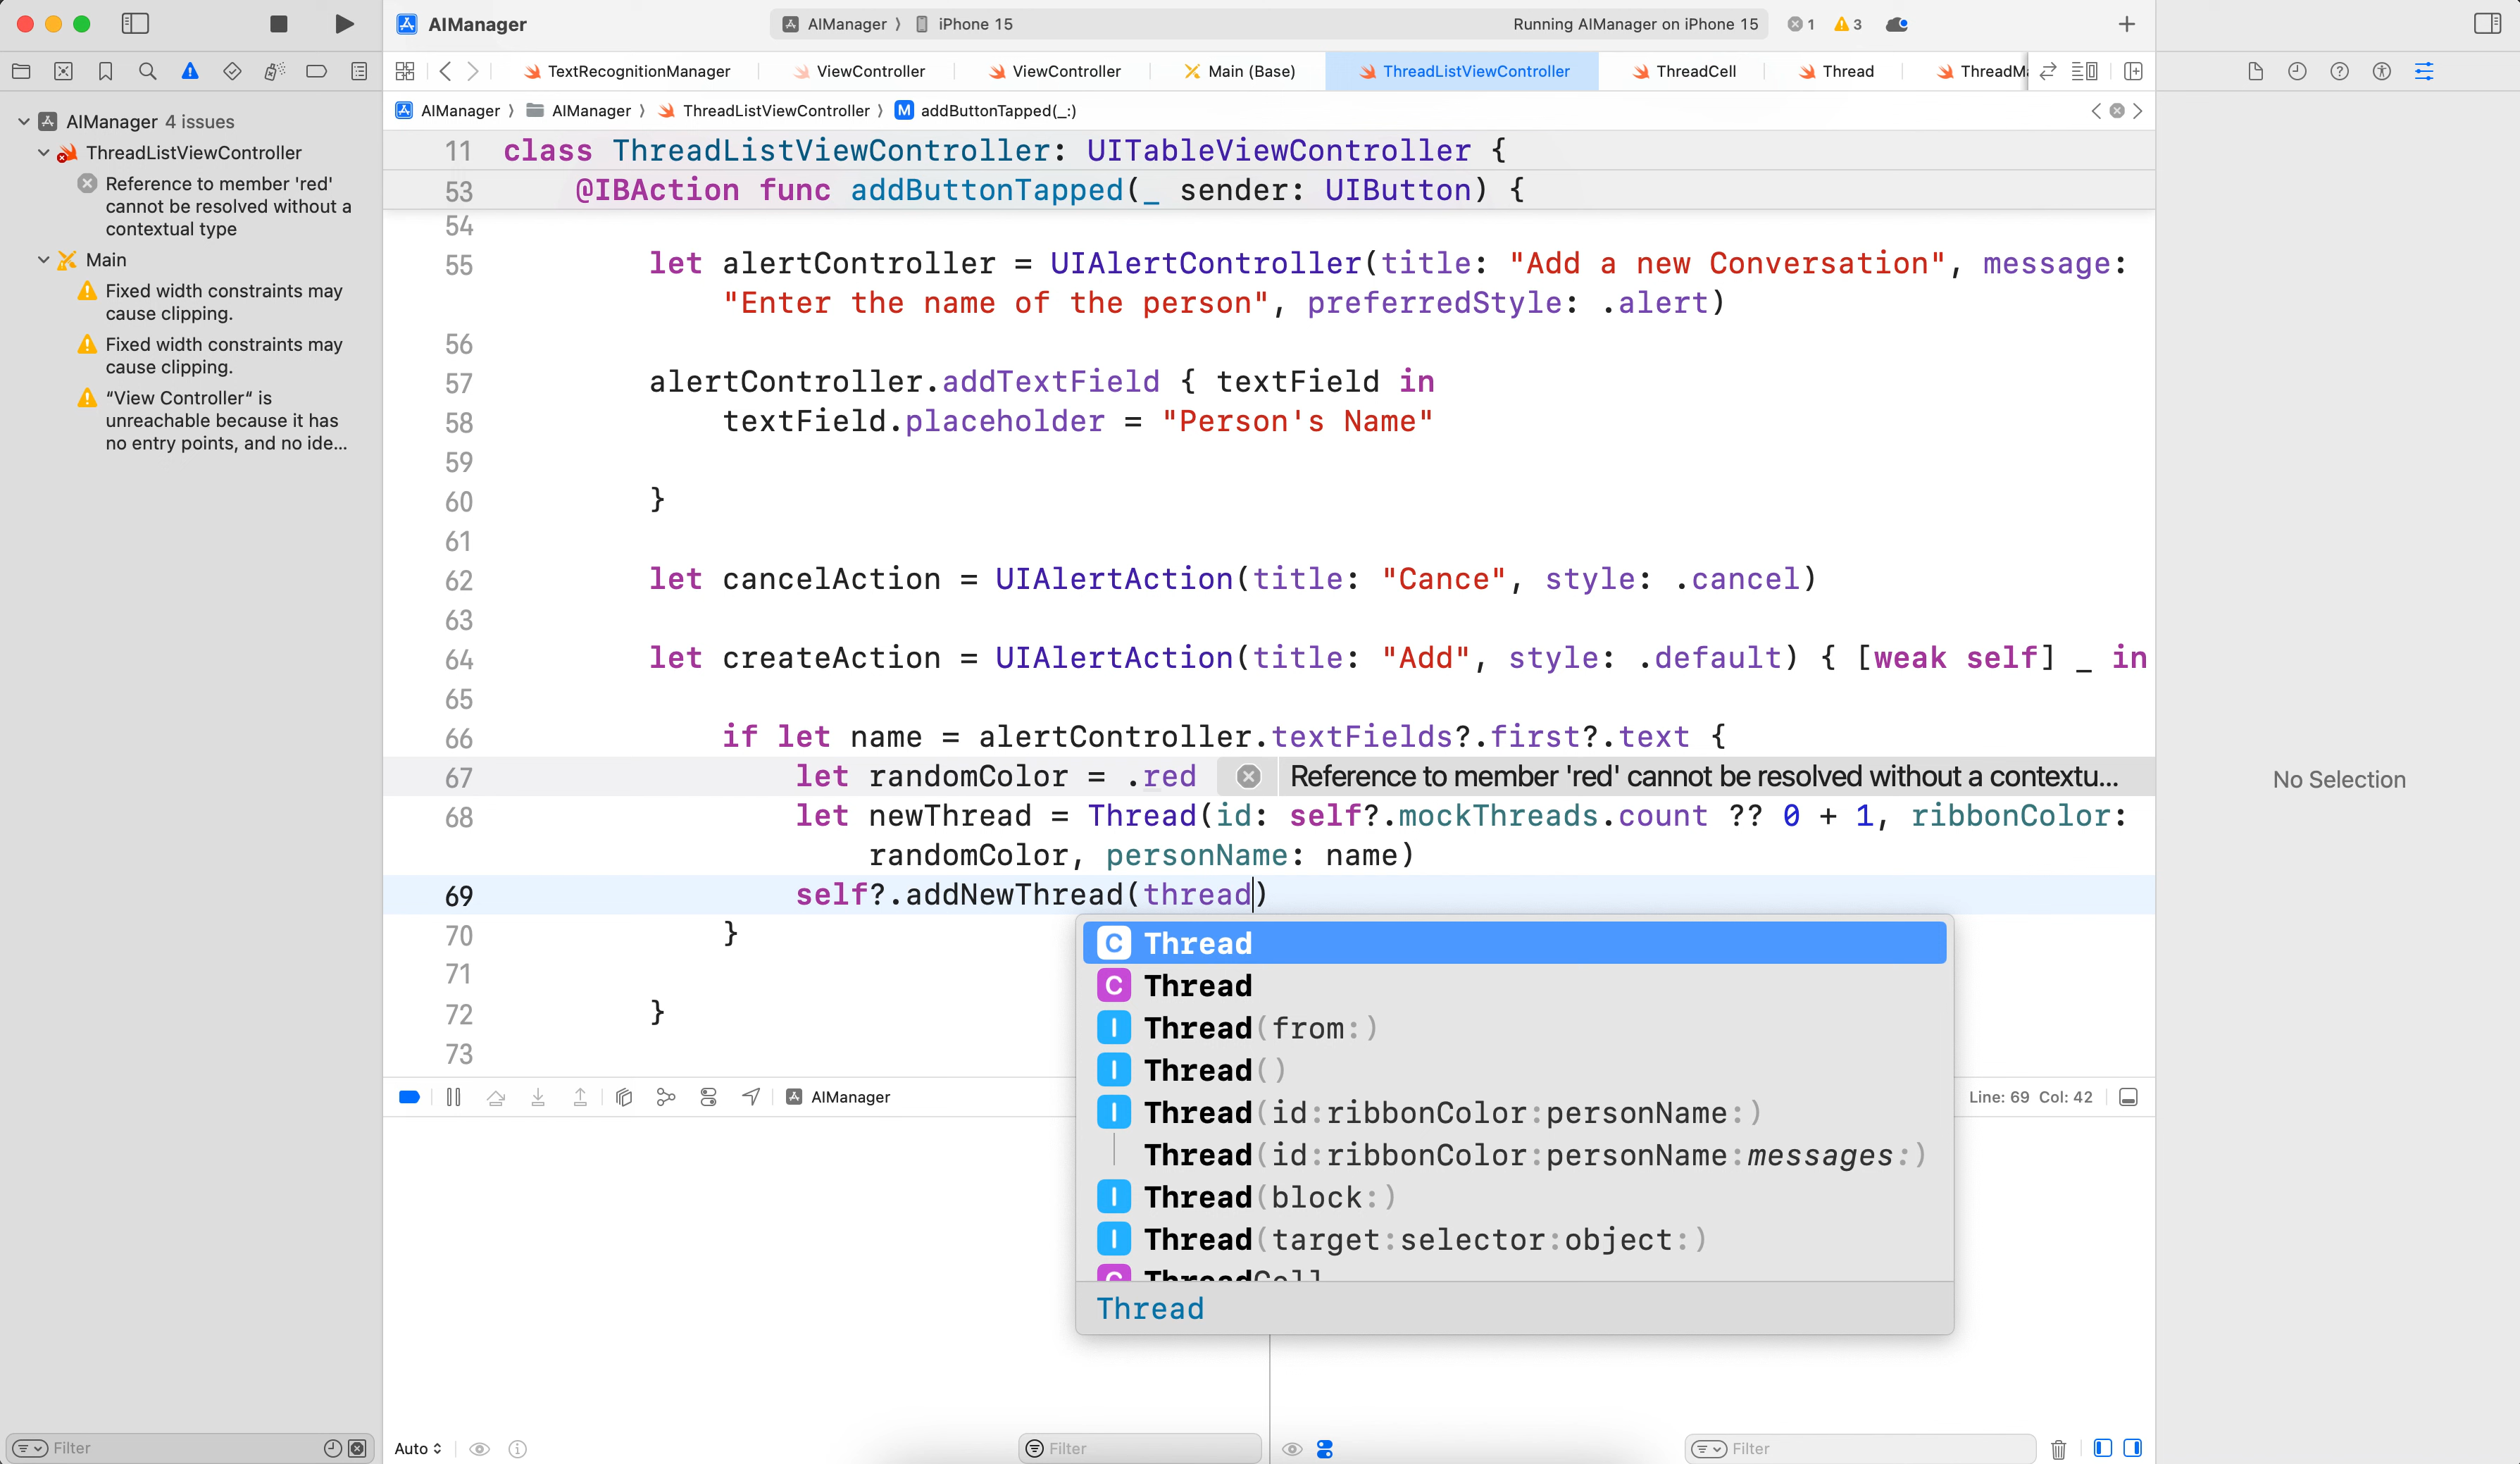 AIManager
AIManager 〉 iPhone 15
Running AIManager on iPhone 15
1
3
TextRecognitionManager
ViewController
ViewController
Main (Base)
ThreadListViewController
ThreadCell
Thread
ThreadMa
AIManager 〉 AIManager 〉 ThreadListViewController 〉 M addButtonTapped(_:)
AIManager 4 issues
ThreadListViewController
Reference to member 'red'
cannot be resolved without a
contextual type
Main
Fixed width constraints may
cause clipping.
Fixed width constraints may
cause clipping.
“View Controller“ is
unreachable because it has
no entry points, and no ide...
11 class ThreadListViewController: UITableViewController {
53 @IBAction func addButtonTapped(_ sender: UIButton) {
54
55 let alertController = UIAlertController(title: "Add a new Conversation", message:
"Enter the name of the person", preferredStyle: .alert)
56
57 alertController.addTextField { textField in
58 textField.placeholder = "Person's Name"
59
60 }
61
62 let cancelAction = UIAlertAction(title: "Cance", style: .cancel)
63
64 let createAction = UIAlertAction(title: "Add", style: .default) { [weak self] _ in
65
66 if let name = alertController.textFields?.first?.text {
67 let randomColor = .red Reference to member 'red' cannot be resolved without a contextu...
68 let newThread = Thread(id: self?.mockThreads.count ?? 0 + 1, ribbonColor:
randomColor, personName: name)
69 self?.addNewThread(thread)
70 }
71
72 }
73
C Thread
C Thread
I Thread(from:)
I Thread()
I Thread(id:ribbonColor:personName:)
Thread(id:ribbonColor:personName:messages:)
I Thread(block:)
I Thread(target:selector:object:)
C ThreadCell
Thread
AIManager
Line: 69 Col: 42
No Selection
Filter
Auto
Filter
Filter